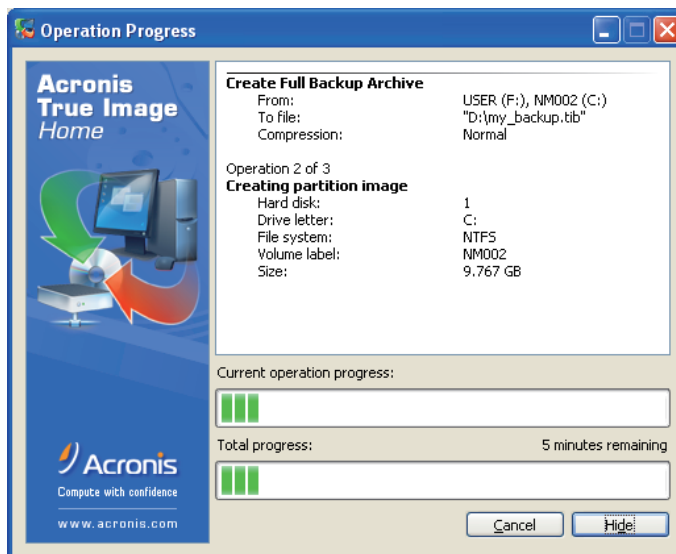 Operation Progress
Acronis
True Image
Home
Create Full Backup Archive
From: USER (F:), NM002 (C:)
To file: "D:\my_backup.tib"
Compression: Normal
Operation 2 of 3
Creating partition image
Hard disk: 1
Drive letter: C:
File system: NTFS
Volume label: NM002
Size: 9.767 GB
Current operation progress:
Total progress: 5 minutes remaining
Acronis
Compute with confidence
www.acronis.com
Cancel Hide